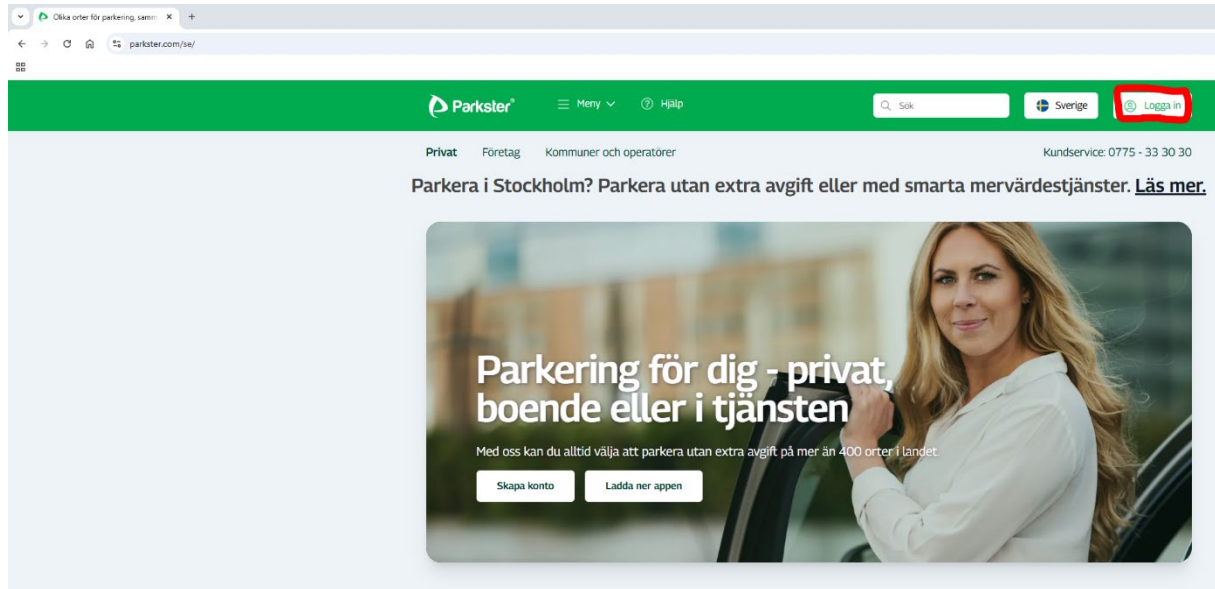 Olika orter för parkering, samm
parkster.com/se/
Parkster® Meny Hjälp Sök Sverige Logga in
Privat Företag Kommuner och operatörer Kundservice: 0775 - 33 30 30
Parkera i Stockholm? Parkera utan extra avgift eller med smarta mervärdestjänster. Läs mer.
Parkering för dig - privat,
boende eller i tjänsten
Med oss kan du alltid välja att parkera utan extra avgift på mer än 400 orter i landet.
Skapa konto Ladda ner appen